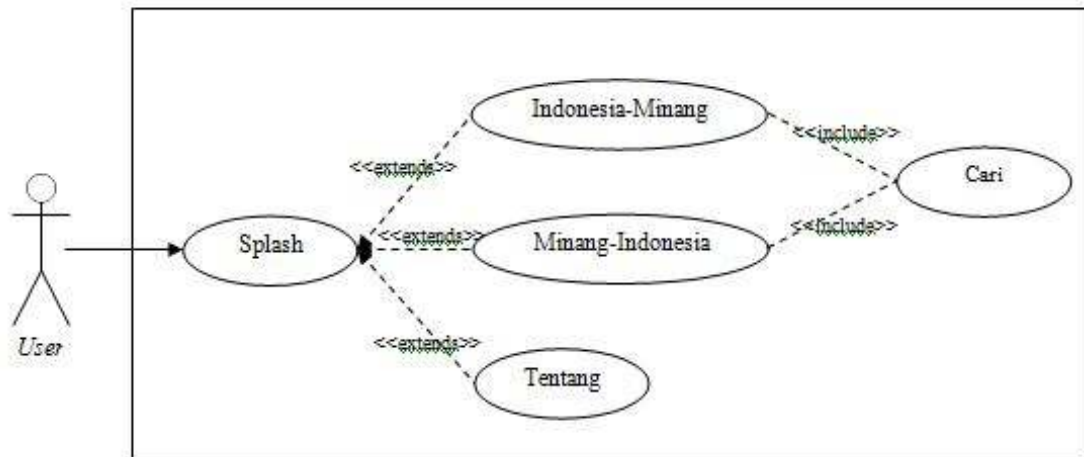 Indonesia-Minang
<<include>>
<<extends>>
Cari
Splash
<<extends>>
Minang-Indonesia
<<include>>
User
<<extends>>
Tentang